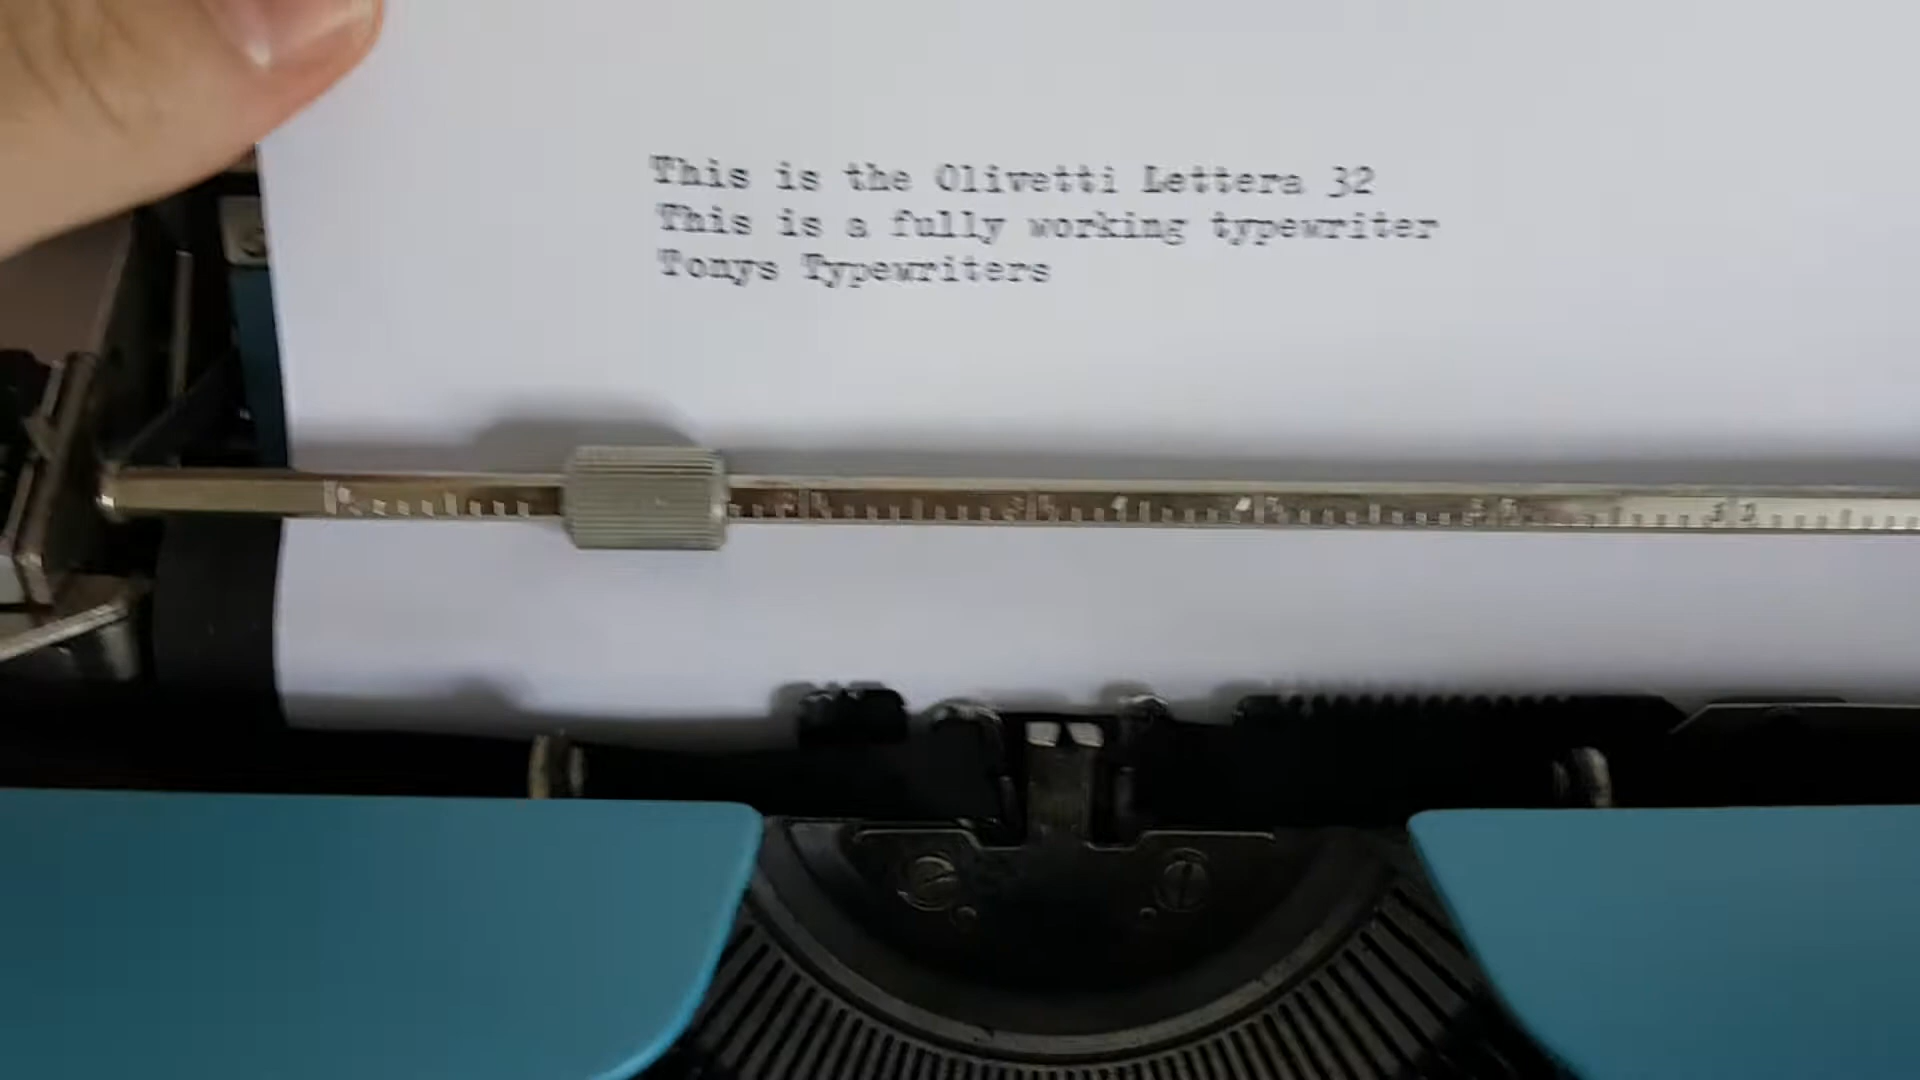 This is the Olivetti Lettera 32
This is a fully working typewriter
Tonys Typewriters